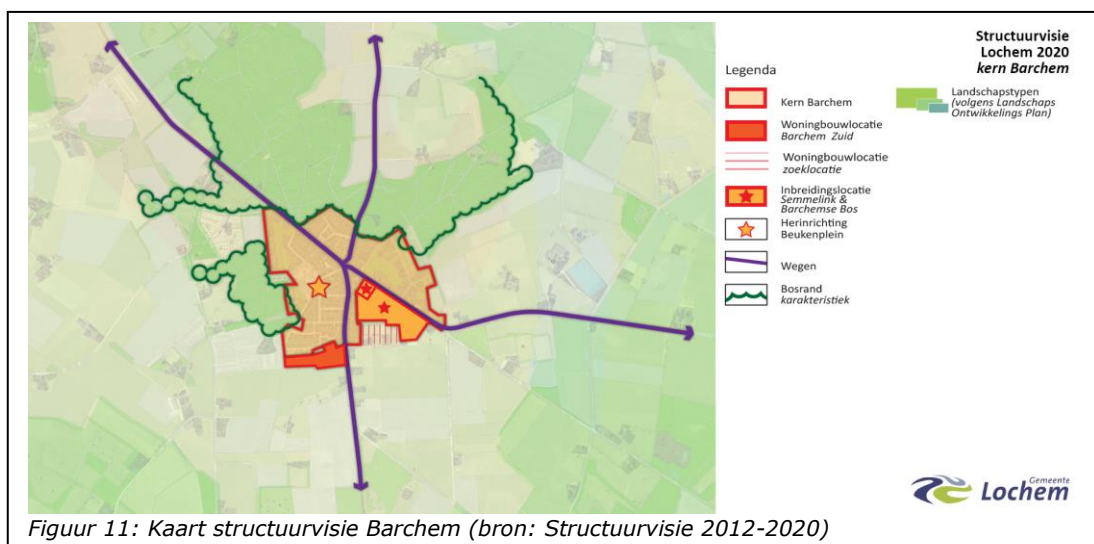 Structuurvisie
Lochem 2020
kern Barchem
Legenda
Kern Barchem
Woningbouwlocatie
Barchem Zuid
Woningbouwlocatie
zoeklocatie
Inbreidingslocatie
Semmelink &
Barchemse Bos
Herinrichting
Beukenplein
Wegen
Bosrand
karakteristiek
Landschapstypen
(volgens Landschaps
Ontwikkelings Plan)
Gemeente
Lochem
Figuur 11: Kaart structuurvisie Barchem (bron: Structuurvisie 2012-2020)